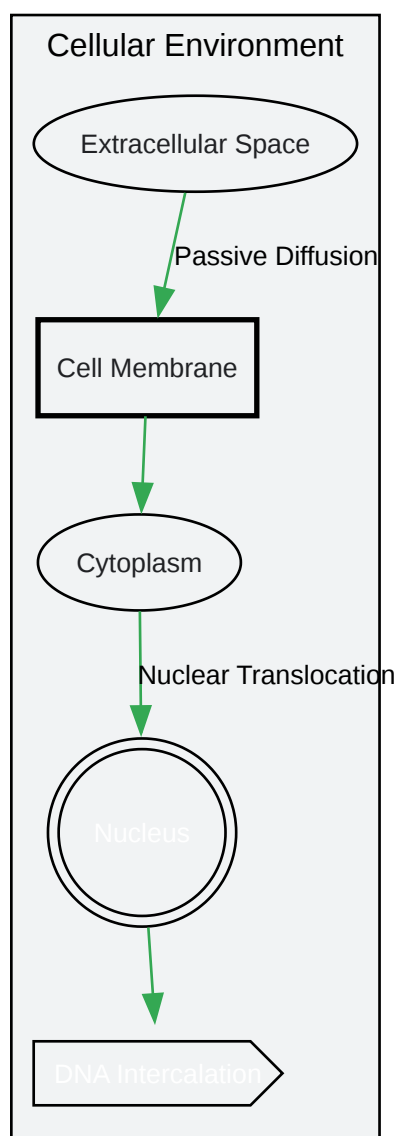 Cellular Environment
Extracellular Space
Passive Diffusion
Cell Membrane
Cytoplasm
Nuclear Translocation
Nucleus
DNA Intercalation